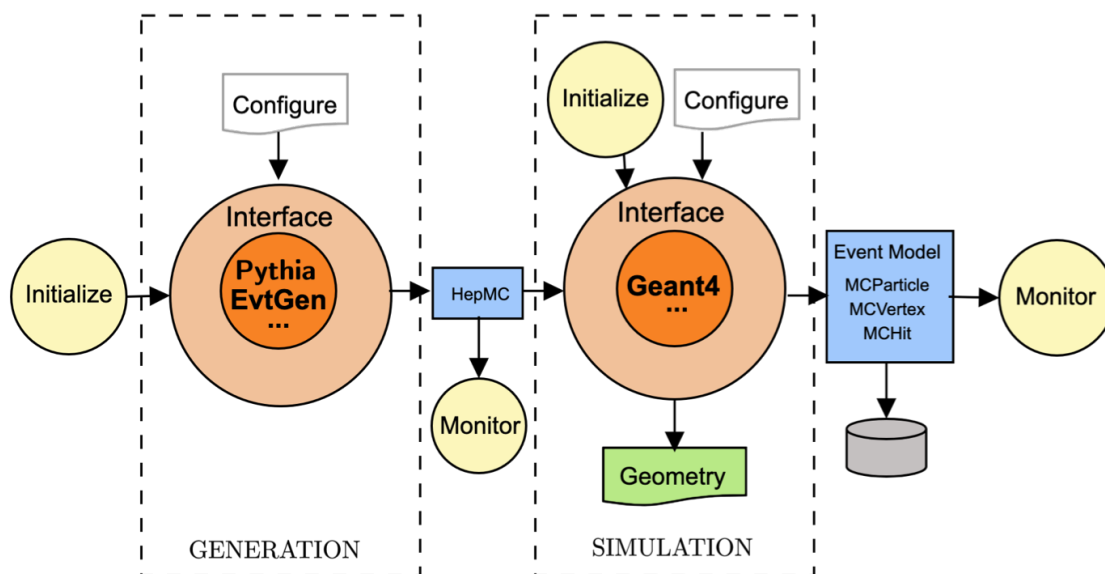 Initialize
Configure
Interface
Pythia
EvtGen
...
GENERATION
HepMC
Monitor
Initialize
Configure
Interface
Geant4
...
Geometry
SIMULATION
Event Model
MCParticle
MCVertex
MCHit
Monitor